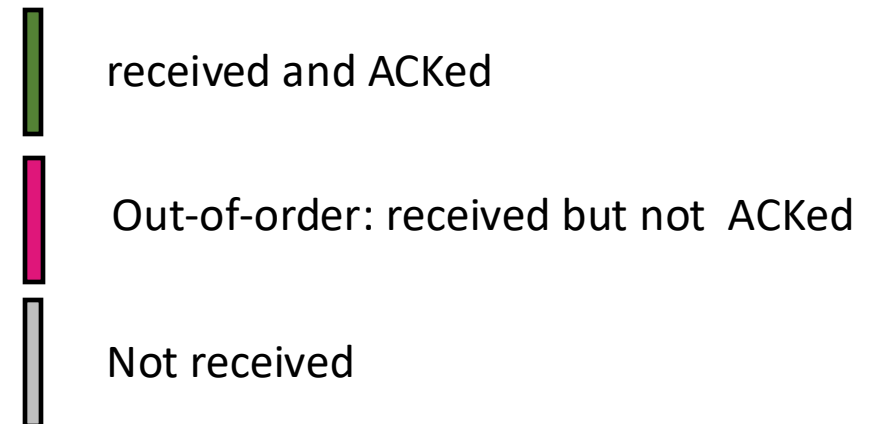 received and ACKed
Out-of-order: received but not ACKed
Not received